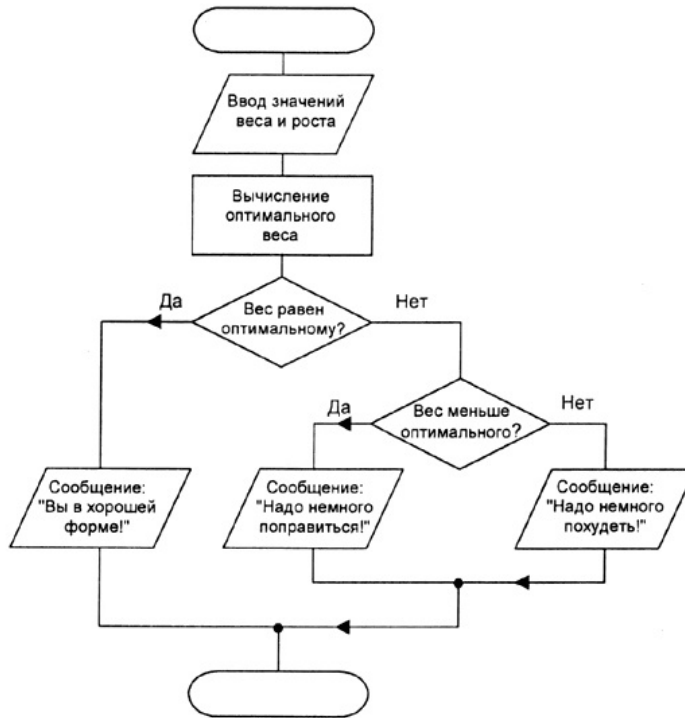 Ввод значений
веса и роста
Вычисление
оптимального
веса
Да
Вес равен
оптимальному?
Нет
Да
Вес меньше
оптимального?
Нет
Сообщение:
"Вы в хорошей
форме!"
Сообщение:
"Надо немного
поправиться!"
Сообщение:
"Надо немного
похудеть!"